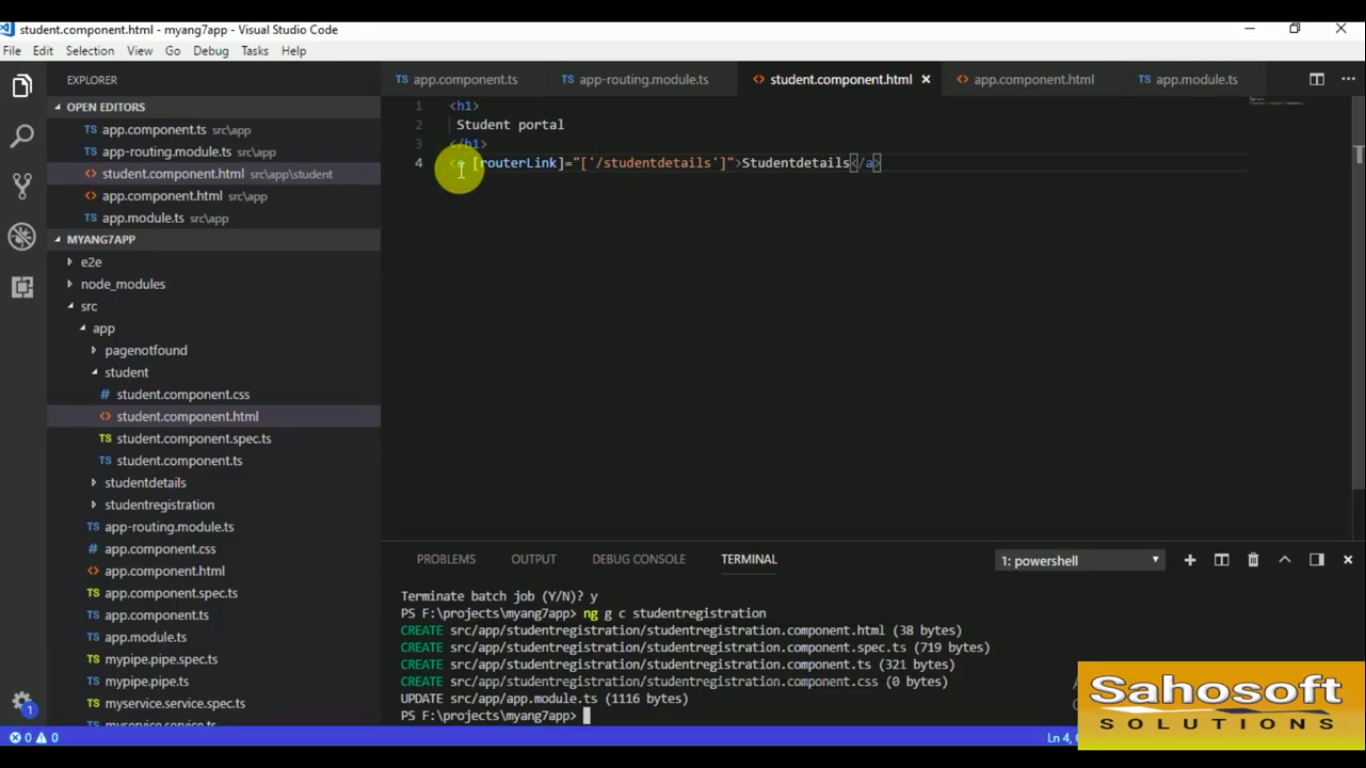 student.component.html - myang7app - Visual Studio Code
File Edit Selection View Go Debug Tasks Help
EXPLORER
OPEN EDITORS
TS app.component.ts src\app
TS app-routing.module.ts src\app
<> student.component.html src\app\student
<> app.component.html src\app
TS app.module.ts src\app
MYANG7APP
e2e
node_modules
src
app
pagenotfound
student
# student.component.css
<> student.component.html
TS student.component.spec.ts
TS student.component.ts
studentdetails
studentregistration
TS app-routing.module.ts
# app.component.css
<> app.component.html
TS app.component.spec.ts
TS app.component.ts
TS app.module.ts
TS mypipe.pipe.spec.ts
TS mypipe.pipe.ts
TS myservice.service.spec.ts
TS myservice.service.ts
1
TS app.component.ts TS app-routing.module.ts <> student.component.html × <> app.component.html TS app.module.ts
1 <h1>
2 Student portal
3 </h1>
4 <a [routerLink]="['/studentdetails']">Studentdetails</a>
PROBLEMS OUTPUT DEBUG CONSOLE TERMINAL 1: powershell
Terminate batch job (Y/N)? y
PS F:\projects\myang7app> ng g c studentregistration
CREATE src/app/studentregistration/studentregistration.component.html (38 bytes)
CREATE src/app/studentregistration/studentregistration.component.spec.ts (719 bytes)
CREATE src/app/studentregistration/studentregistration.component.ts (321 bytes)
CREATE src/app/studentregistration/studentregistration.component.css (0 bytes)
UPDATE src/app/app.module.ts (1116 bytes)
PS F:\projects\myang7app>
0 0 Ln 4,
Sahosoft
SOLUTIONS